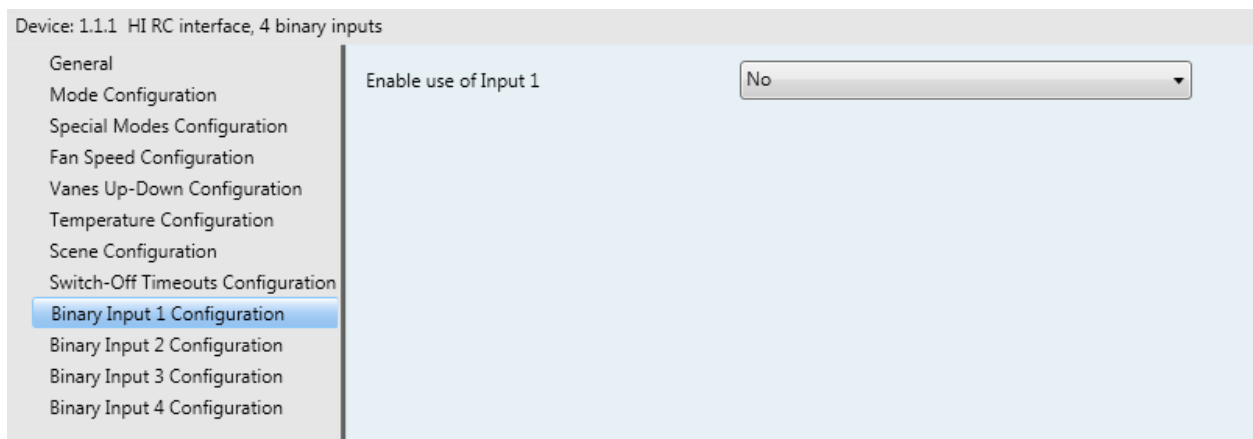 Device: 1.1.1 HI RC interface, 4 binary inputs
General
Mode Configuration
Special Modes Configuration
Fan Speed Configuration
Vanes Up-Down Configuration
Temperature Configuration
Scene Configuration
Switch-Off Timeouts Configuration
Binary Input 1 Configuration
Binary Input 2 Configuration
Binary Input 3 Configuration
Binary Input 4 Configuration
Enable use of Input 1 No